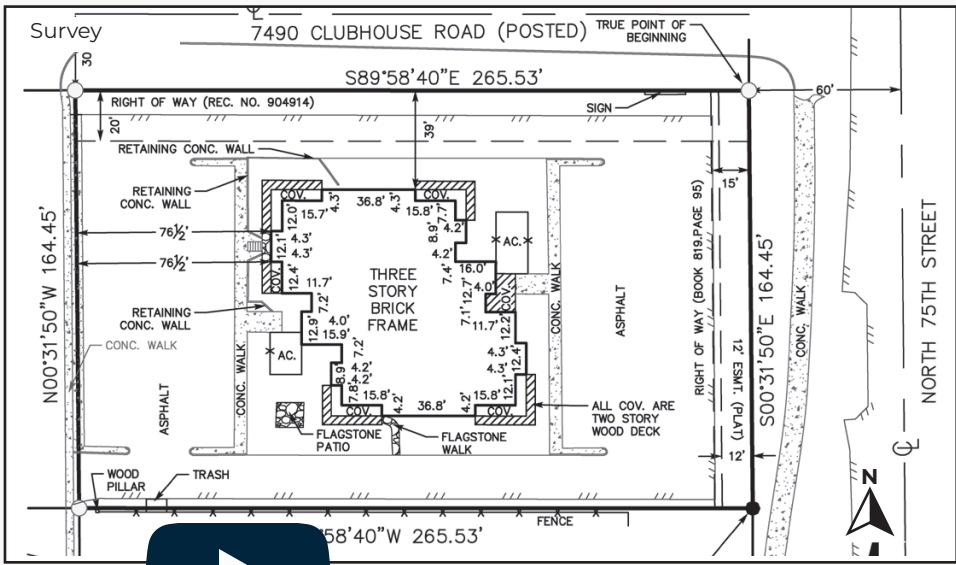 Survey
7490 CLUBHOUSE ROAD (POSTED)
TRUE POINT OF
BEGINNING
30
S89°58'40"E 265.53'
60'
RIGHT OF WAY (REC. NO. 904914)
SIGN
20'
39'
RETAINING CONC. WALL
RETAINING
CONC. WALL
15'
COV.
4.3'
36.8'
4.3'
COV.
12.0'
15.7'
15.8'
7.7'
76½'
12.1'
4.3'
4.3'
8.9'
4.2'
4.2'
AC.
76½'
COV.
12.4'
11.7'
7.2'
THREE
STORY
BRICK
FRAME
7.4'
16.0'
4.0'
12.7'
7.1'
COV.
11.7'
12.2'
RETAINING
CONC. WALL
12.9'
4.0'
15.9'
7.2'
AC.
8.9'
4.2'
4.2'
7.8'
15.8'
4.2'
COV.
36.8'
4.3'
4.3'
12.4'
12.1'
15.8'
4.2'
COV.
CONC. WALK
N00°31'50"W 164.45'
ASPHALT
CONC. WALK
CONC. WALK
ASPHALT
RIGHT OF WAY (BOOK 819.PAGE 95)
12' ESMT. (PLAT)
S00°31'50"E 164.45'
CONC. WALK
NORTH 75TH STREET
ALL COV. ARE
TWO STORY
WOOD DECK
FLAGSTONE
PATIO
FLAGSTONE
WALK
12'
WOOD
PILLAR
TRASH
N
FENCE
°58'40"W 265.53'